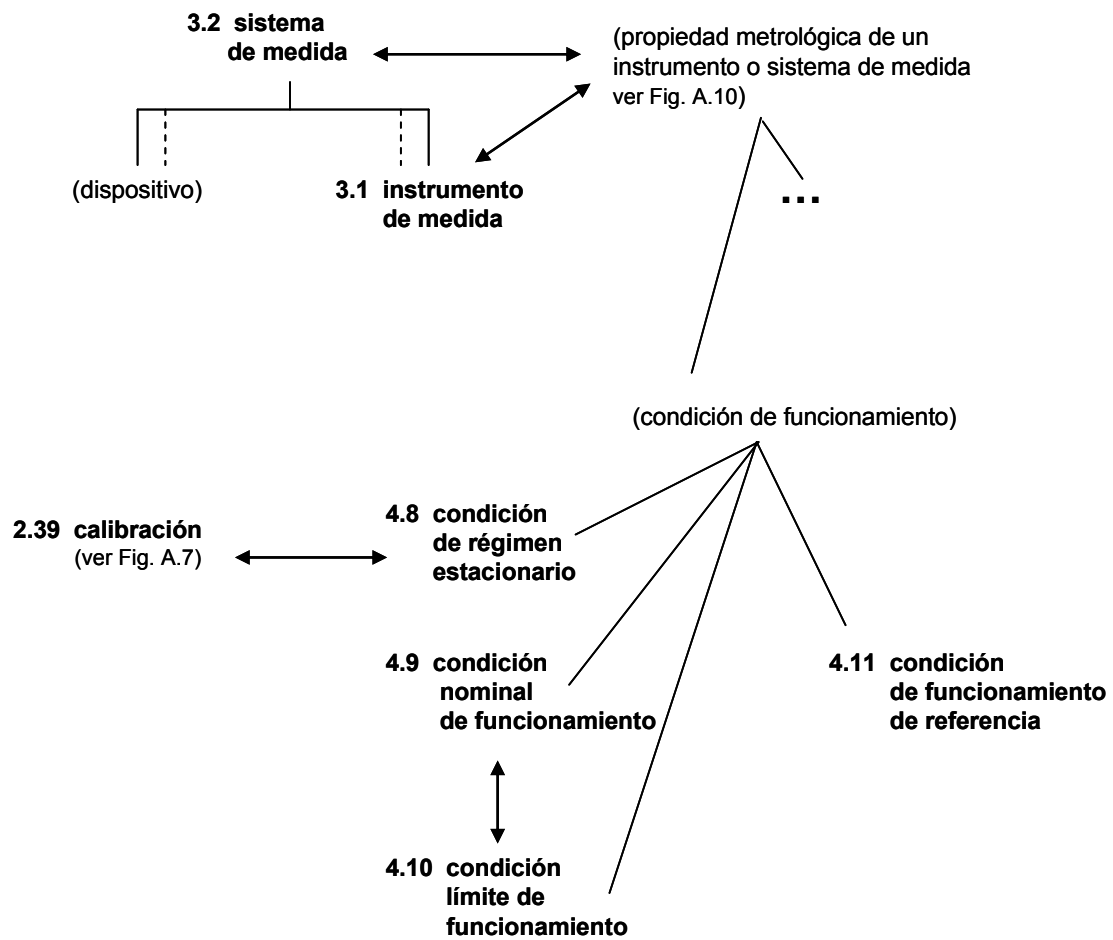 3.2 sistema
de medida
(propiedad metrológica de un
instrumento o sistema de medida
ver Fig. A.10)
(dispositivo)
3.1 instrumento
de medida
...
(condición de funcionamiento)
2.39 calibración
(ver Fig. A.7)
4.8 condición
de régimen
estacionario
4.9 condición
nominal
de funcionamiento
4.11 condición
de funcionamiento
de referencia
4.10 condición
límite de
funcionamiento